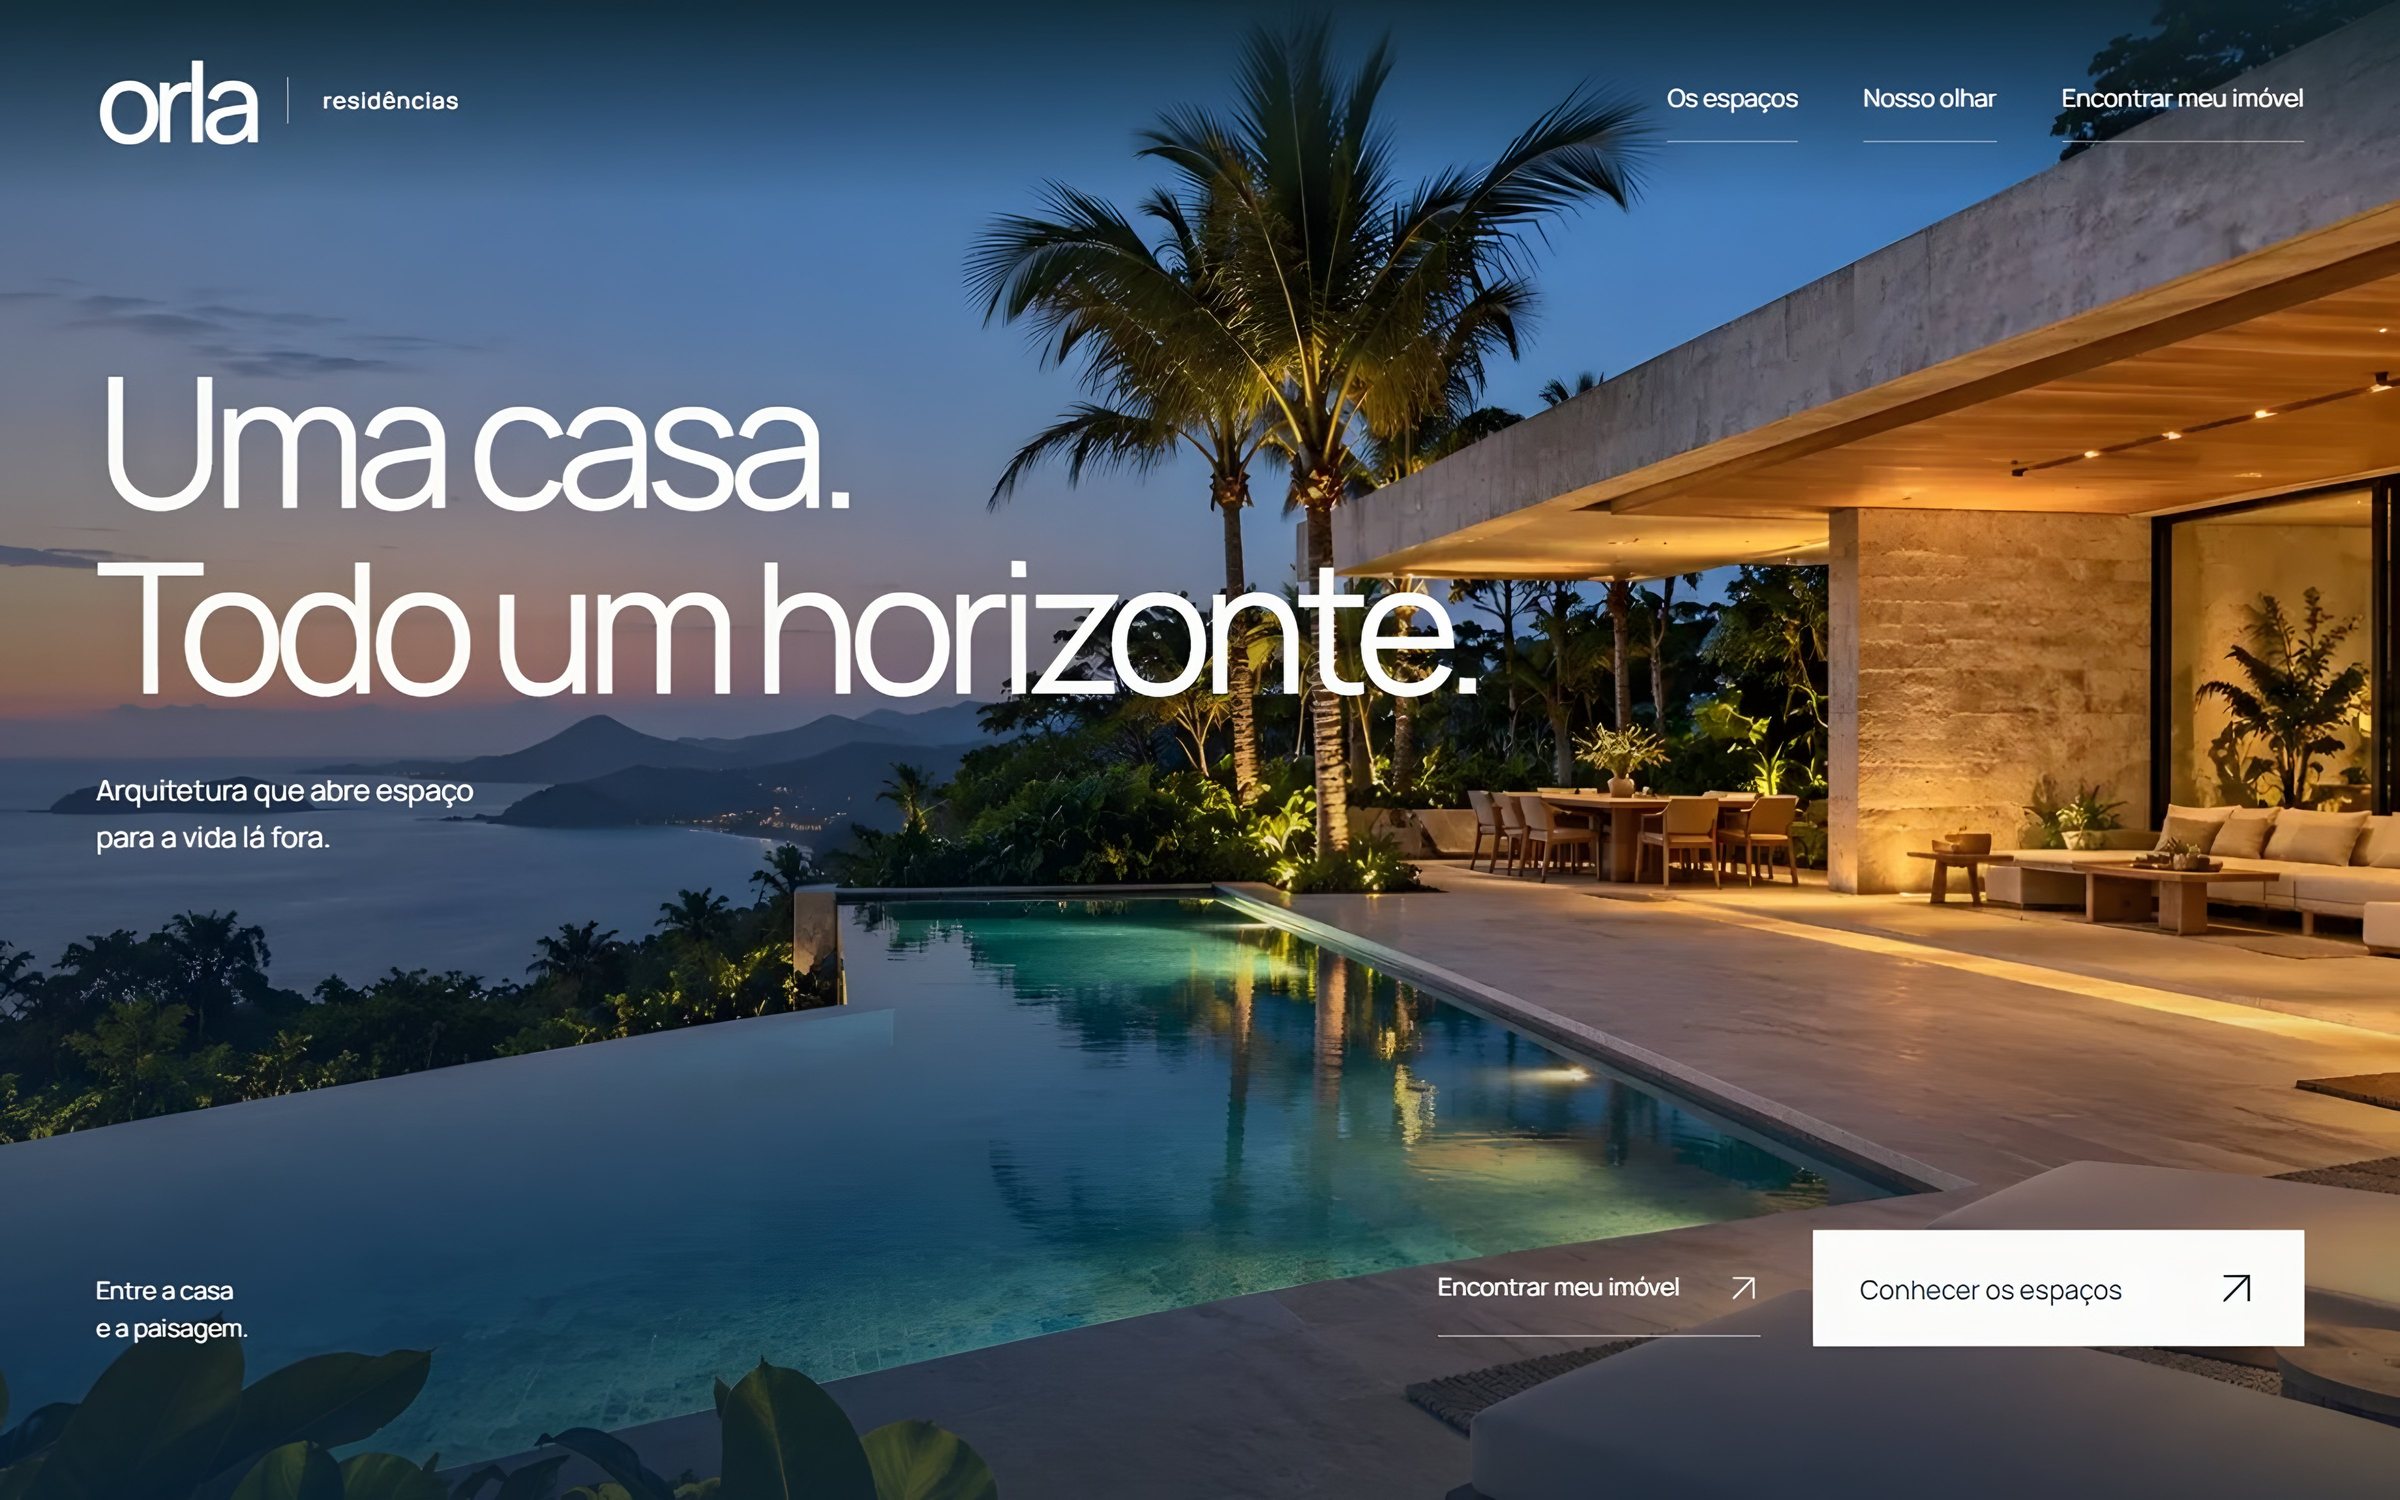 orla
residências
Os espaços
Nosso olhar
Encontrar meu imóvel
Uma casa.
Todo um horizonte.
Arquitetura que abre espaço
para a vida lá fora.
Entre a casa
e a paisagem.
Encontrar meu imóvel
Conhecer os espaços